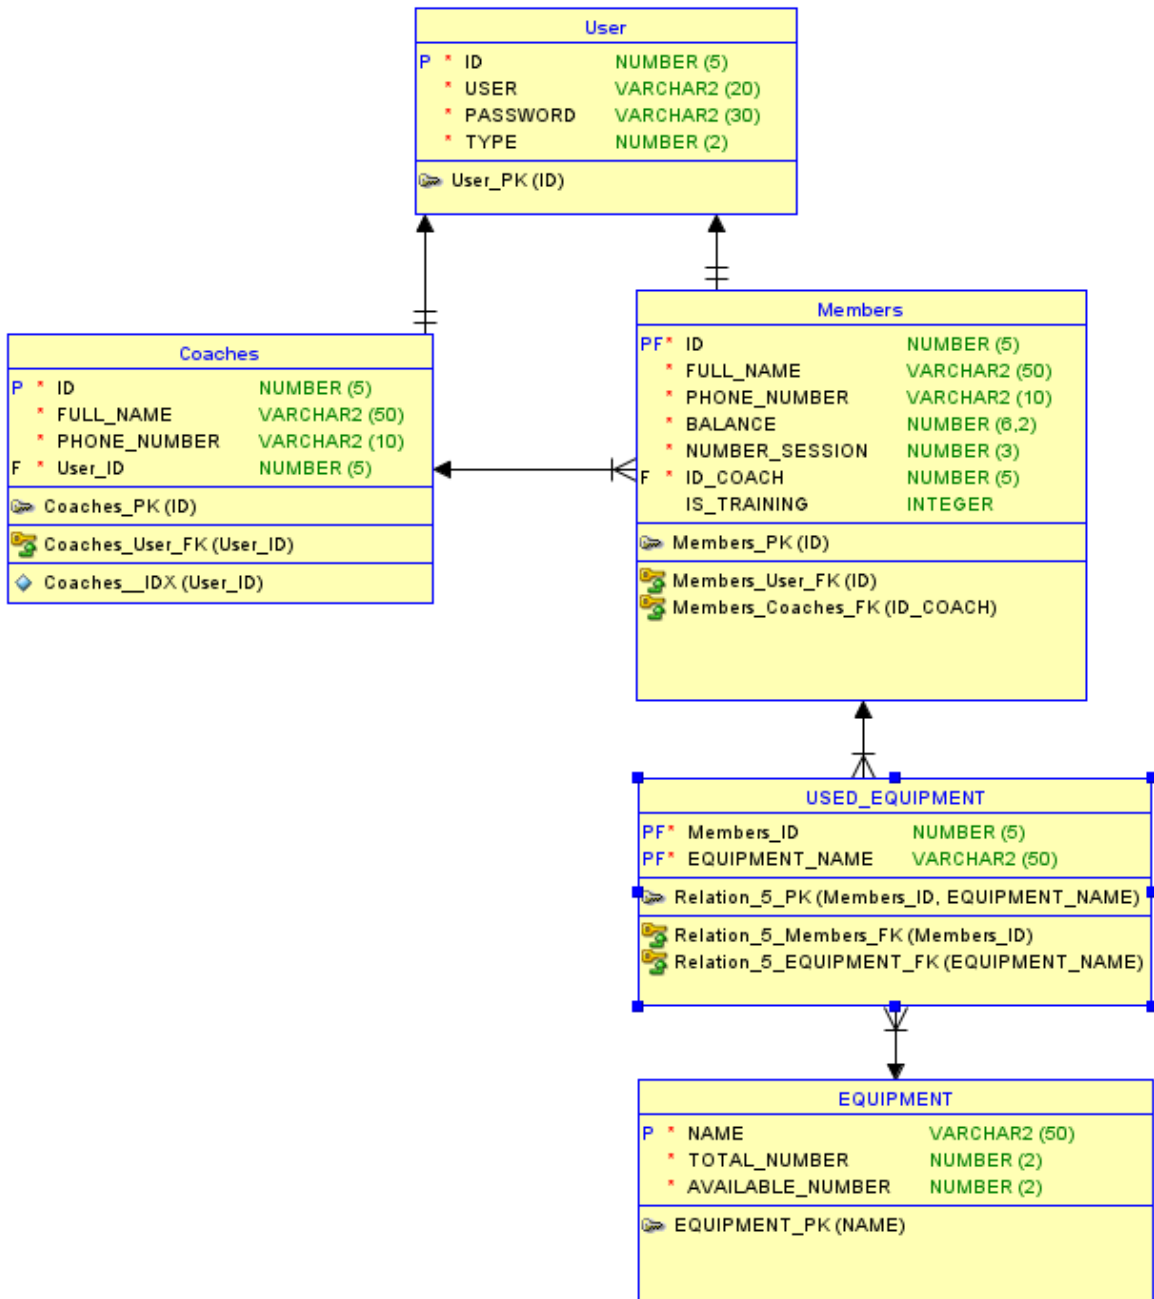 User
P * ID NUMBER (5)
* USER VARCHAR2 (20)
* PASSWORD VARCHAR2 (30)
* TYPE NUMBER (2)
User_PK (ID)
Coaches
P * ID NUMBER (5)
* FULL_NAME VARCHAR2 (50)
* PHONE_NUMBER VARCHAR2 (10)
F * User_ID NUMBER (5)
Coaches_PK (ID)
Coaches_User_FK (User_ID)
Coaches__IDX (User_ID)
Members
PF* ID NUMBER (5)
* FULL_NAME VARCHAR2 (50)
* PHONE_NUMBER VARCHAR2 (10)
* BALANCE NUMBER (6,2)
* NUMBER_SESSION NUMBER (3)
F * ID_COACH NUMBER (5)
IS_TRAINING INTEGER
Members_PK (ID)
Members_User_FK (ID)
Members_Coaches_FK (ID_COACH)
USED_EQUIPMENT
PF* Members_ID NUMBER (5)
PF* EQUIPMENT_NAME VARCHAR2 (50)
Relation_5_PK (Members_ID, EQUIPMENT_NAME)
Relation_5_Members_FK (Members_ID)
Relation_5_EQUIPMENT_FK (EQUIPMENT_NAME)
EQUIPMENT
P * NAME VARCHAR2 (50)
* TOTAL_NUMBER NUMBER (2)
* AVAILABLE_NUMBER NUMBER (2)
EQUIPMENT_PK (NAME)